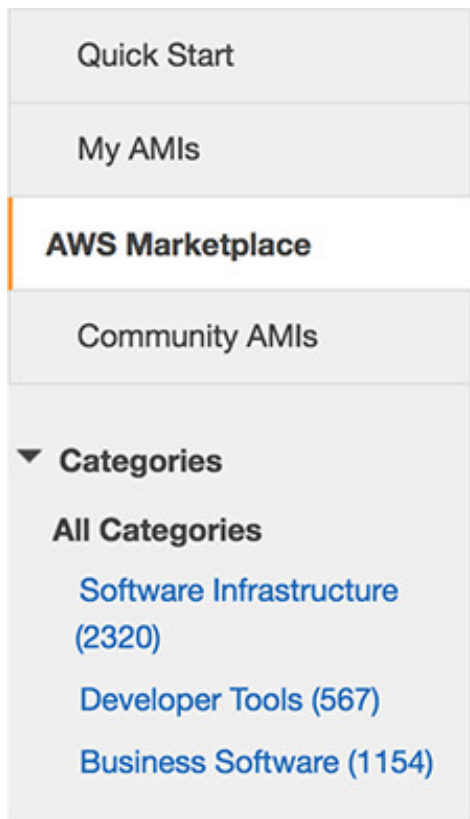 Quick Start
My AMIs
AWS Marketplace
Community AMIs
Categories
All Categories
Software Infrastructure
(2320)
Developer Tools (567)
Business Software (1154)